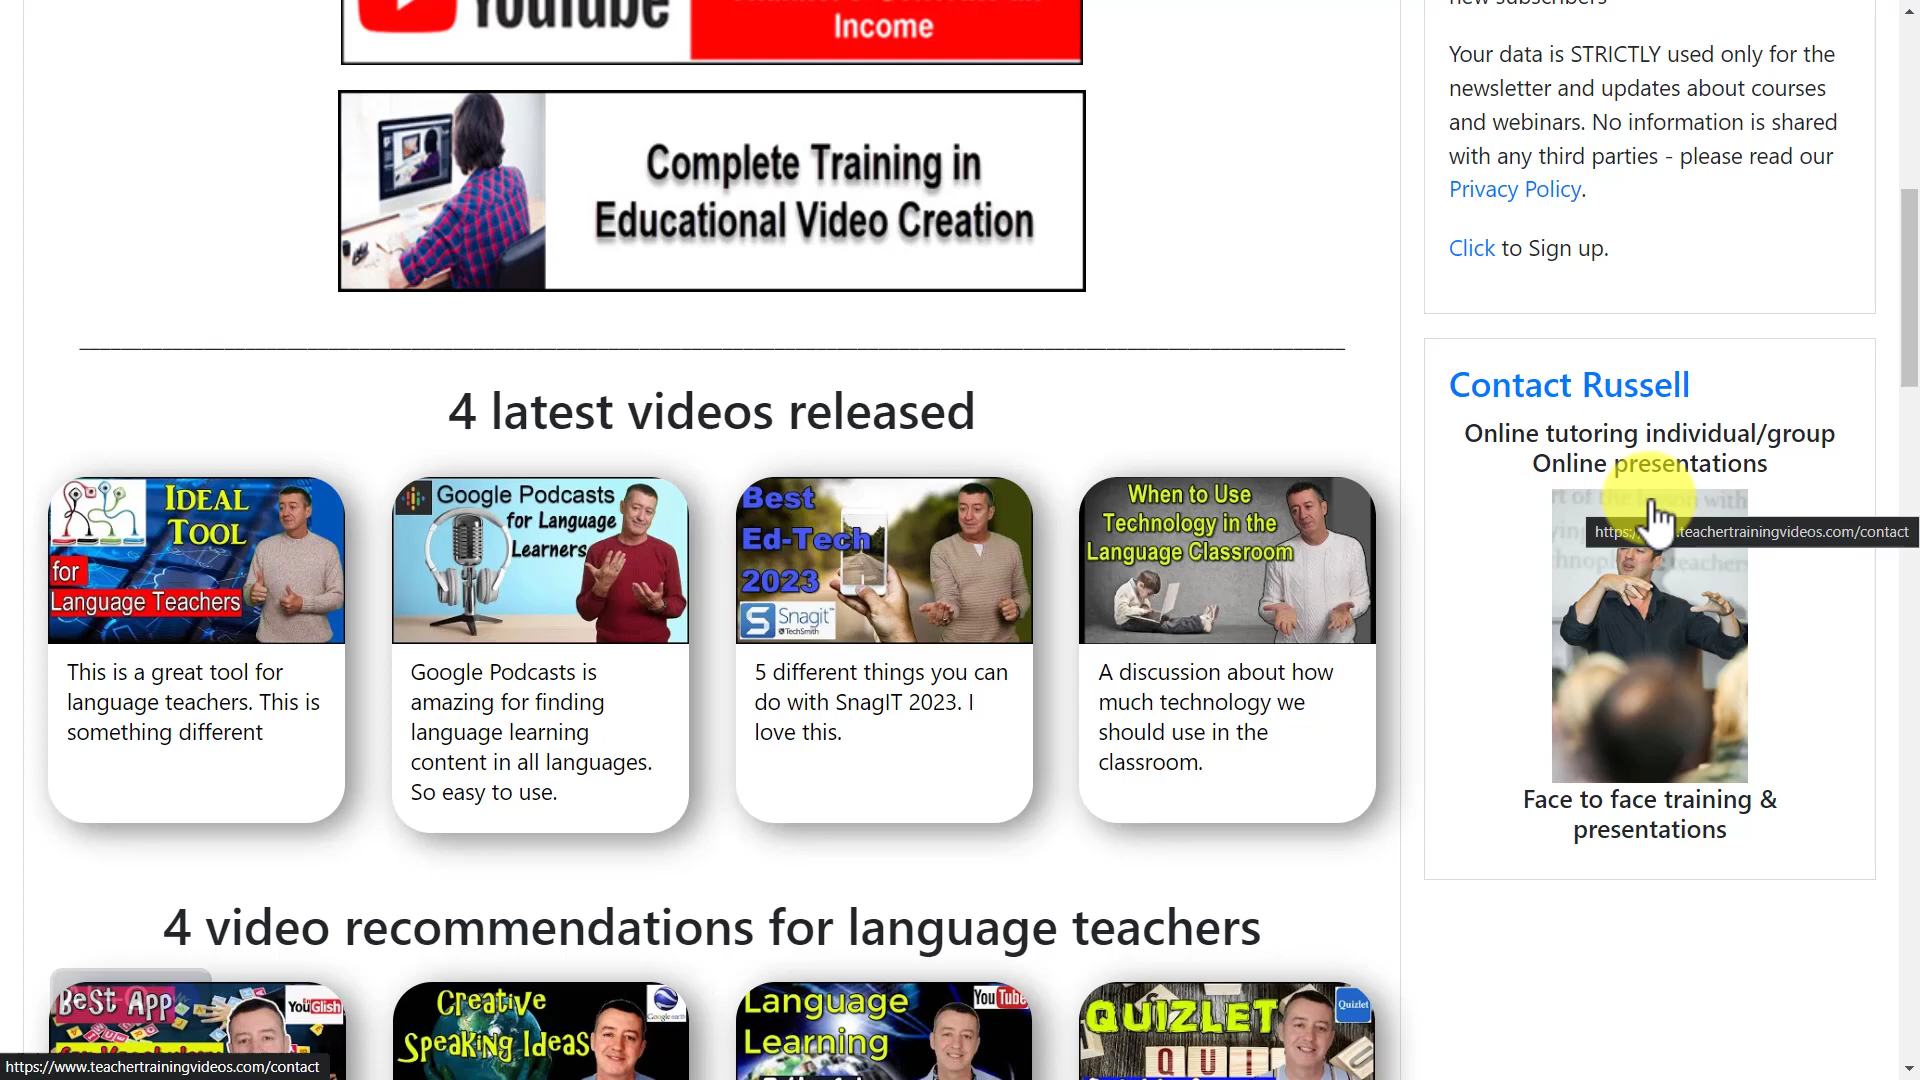 YouTube
Income
Complete Training in
Educational Video Creation
4 latest videos released
IDEAL
TOOL
for
Language Teachers
This is a great tool for
language teachers. This is
something different
Google Podcasts
for Language
Learners
Google Podcasts is
amazing for finding
language learning
content in all languages.
So easy to use.
Best
Ed-Tech
2023
Snagit
TechSmith
5 different things you can
do with SnagIT 2023. I
love this.
When to Use
Technology in the
Language Classroom
A discussion about how
much technology we
should use in the
classroom.
4 video recommendations for language teachers
Best App
YouGlish
Creative
Speaking Ideas
Google earth
Language
Learning
YouTube
QUIZLET
Quizlet
QUI
new subscribers
Your data is STRICTLY used only for the
newsletter and updates about courses
and webinars. No information is shared
with any third parties - please read our
Privacy Policy.
Click to Sign up.
Contact Russell
Online tutoring individual/group
Online presentations
teachertrainingvideos.com/contact
Face to face training &
presentations
https://www.teachertrainingvideos.com/contact